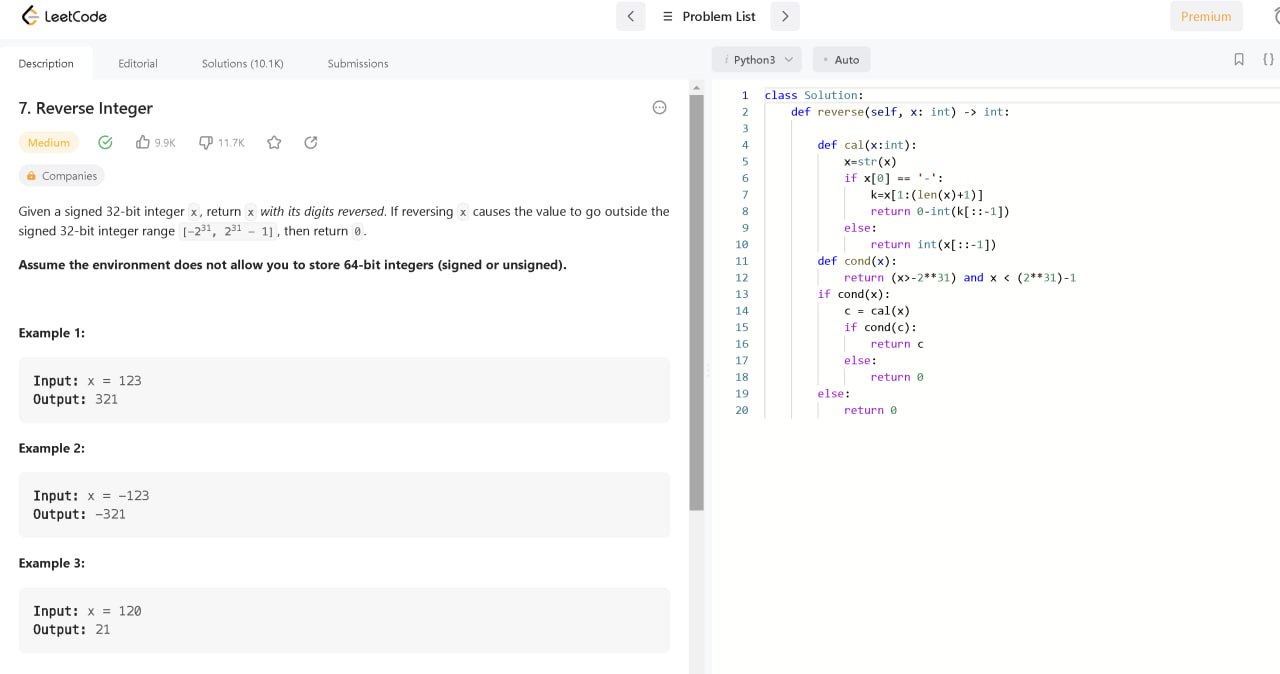 LeetCode
Problem List
Premium
Description
Editorial
Solutions (10.1K)
Submissions
7. Reverse Integer
Medium
9.9K
11.7K
Companies
Given a signed 32-bit integer x, return x with its digits reversed. If reversing x causes the value to go outside the
signed 32-bit integer range [−2³¹, 2³¹ − 1], then return 0.
Assume the environment does not allow you to store 64-bit integers (signed or unsigned).
Example 1:
Input: x = 123
Output: 321
Example 2:
Input: x = −123
Output: −321
Example 3:
Input: x = 120
Output: 21
i Python3
Auto
{}
1 class Solution:
2     def reverse(self, x: int) -> int:
3
4         def cal(x:int):
5             x=str(x)
6             if x[0] == '-':
7                 k=x[1:(len(x)+1)]
8                 return 0-int(k[::-1])
9             else:
10                 return int(x[::-1])
11         def cond(x):
12             return (x>-2**31) and x < (2**31)-1
13         if cond(x):
14             c = cal(x)
15             if cond(c):
16                 return c
17             else:
18                 return 0
19         else:
20             return 0